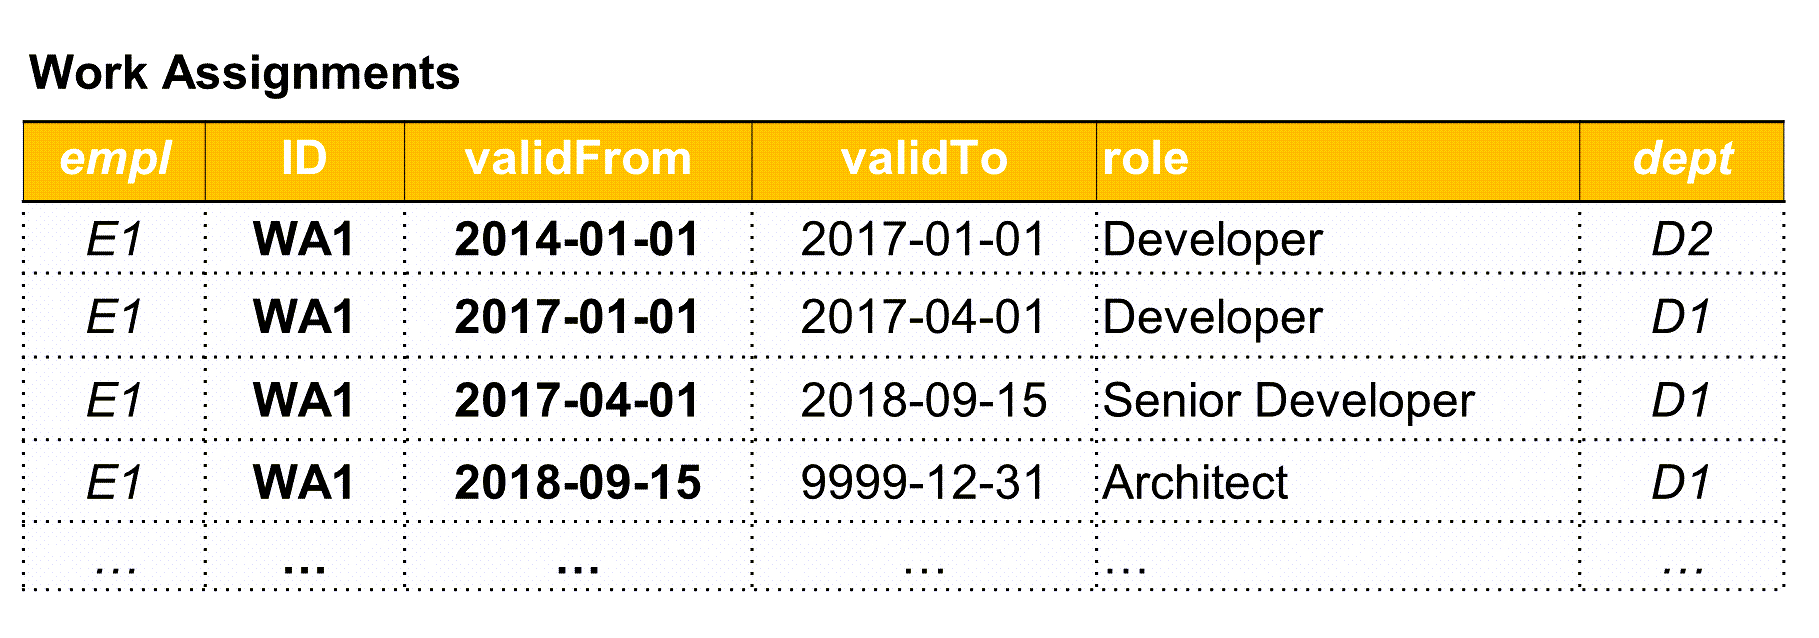 Work Assignments
empl ID validFrom validTo role dept
E1 WA1 2014-01-01 2017-01-01 Developer D2
E1 WA1 2017-01-01 2017-04-01 Developer D1
E1 WA1 2017-04-01 2018-09-15 Senior Developer D1
E1 WA1 2018-09-15 9999-12-31 Architect D1
... ... ... ... ... ...